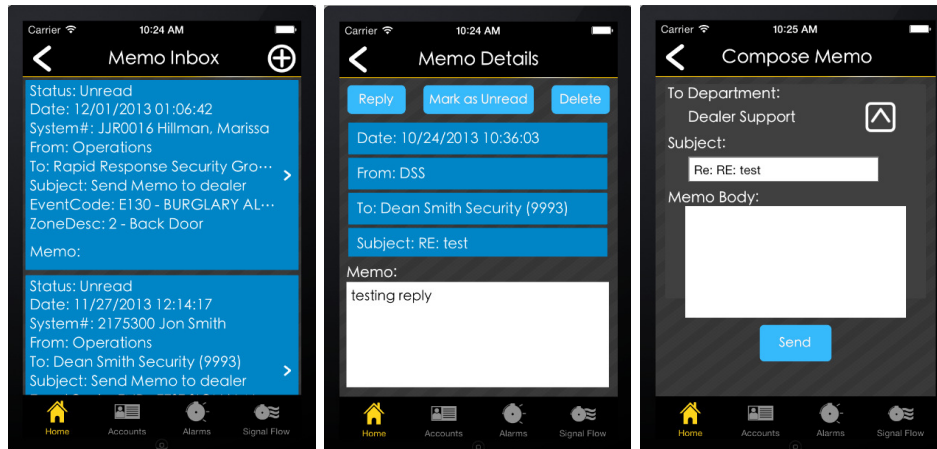 Carrier 10:24 AM
Memo Inbox
Status: Unread
Date: 12/01/2013 01:06:42
System#: JJR0016 Hillman, Marissa
From: Operations
To: Rapid Response Security Gro...
Subject: Send Memo to dealer
EventCode: E130 - BURGLARY AL...
ZoneDesc: 2 - Back Door
Memo:
Status: Unread
Date: 11/27/2013 12:14:17
System#: 2175300 Jon Smith
From: Operations
To: Dean Smith Security (9993)
Subject: Send Memo to dealer
Home Accounts Alarms Signal Flow
Carrier 10:24 AM
Memo Details
Reply Mark as Unread Delete
Date: 10/24/2013 10:36:03
From: DSS
To: Dean Smith Security (9993)
Subject: RE: test
Memo:
testing reply
Home Accounts Alarms Signal Flow
Carrier 10:25 AM
Compose Memo
To Department:
Dealer Support
Subject:
Re: RE: test
Memo Body:
Send
Home Accounts Alarms Signal Flow